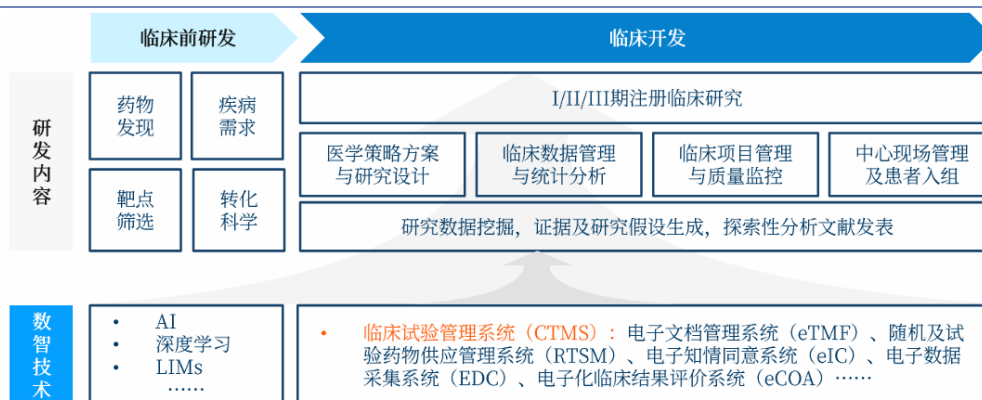 临床前研发
临床开发
研发内容
药物
发现
疾病
需求
靶点
筛选
转化
科学
I/II/III期注册临床研究
医学策略方案
与研究设计
临床数据管理
与统计分析
临床项目管理
与质量监控
中心现场管理
及患者入组
研究数据挖掘，证据及研究假设生成，探索性分析文献发表
数智技术
• AI
• 深度学习
• LIMs
……
• 临床试验管理系统（CTMS）：电子文档管理系统（eTMF）、随机及试
验药物供应管理系统（RTSM）、电子知情同意系统（eIC）、电子数据
采集系统（EDC）、电子化临床结果评价系统（eCOA）……